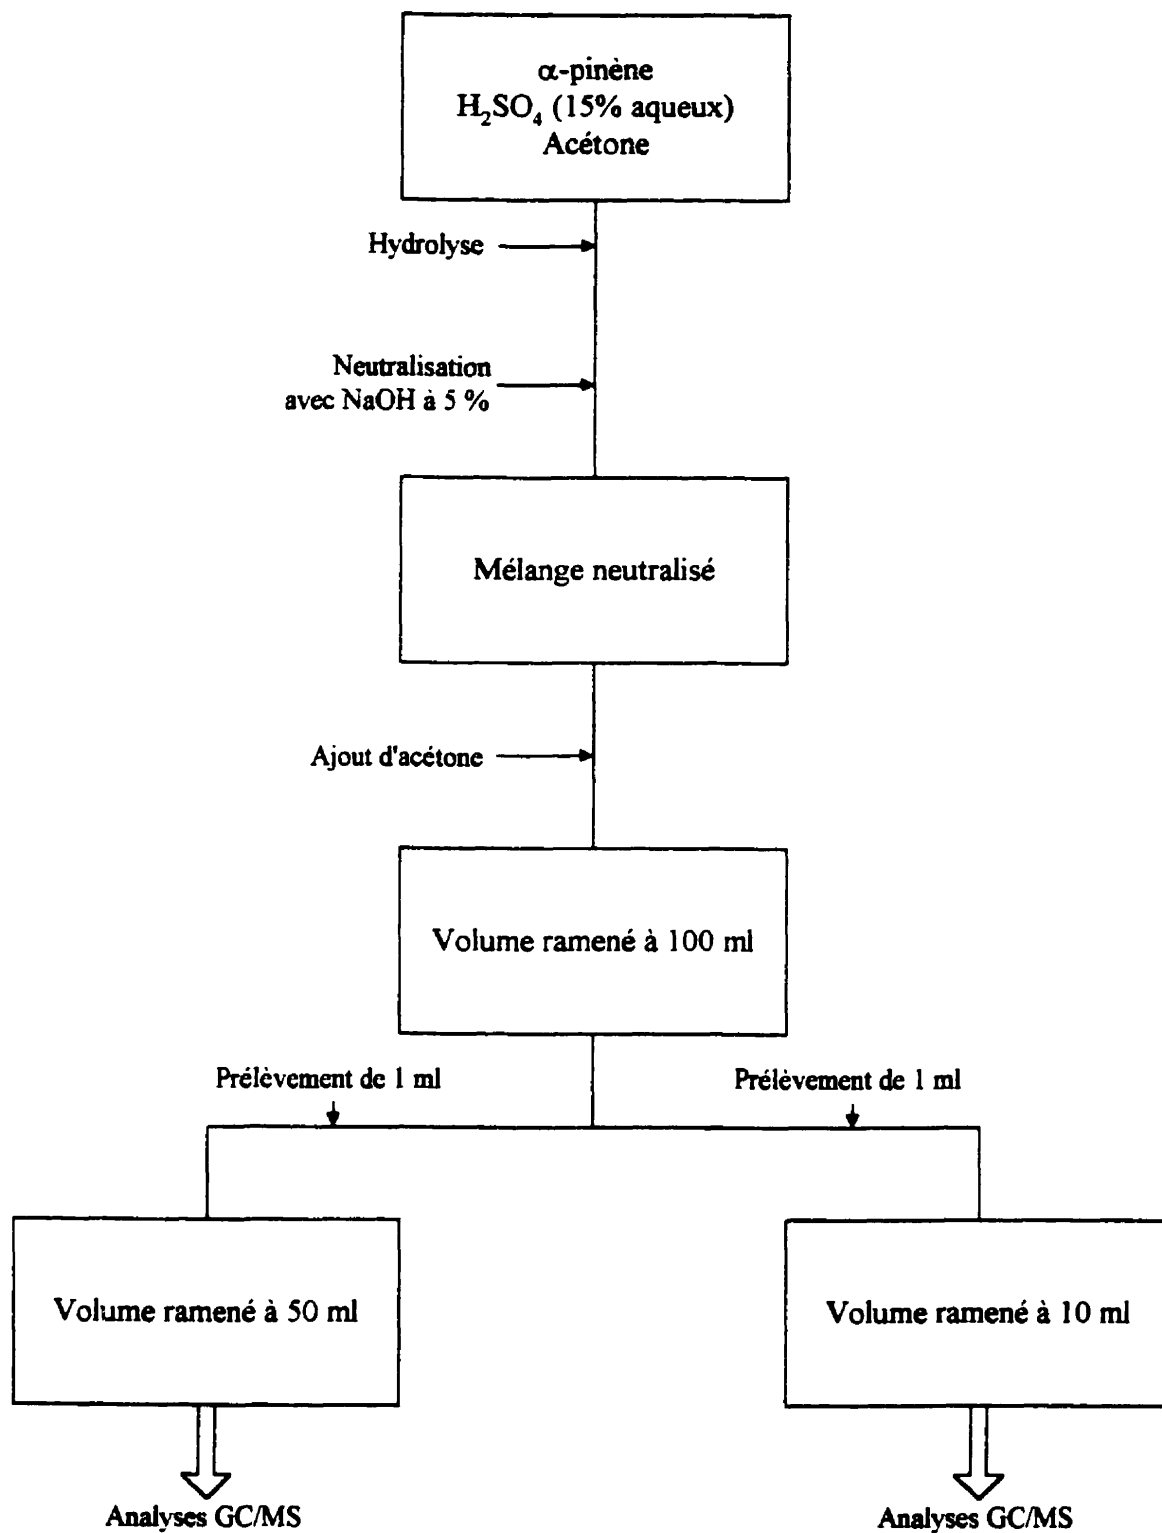 α-pinène
H₂SO₄ (15% aqueux)
Acétone
Hydrolyse
Neutralisation
avec NaOH à 5 %
Mélange neutralisé
Ajout d'acétone
Volume ramené à 100 ml
Prélèvement de 1 ml
Prélèvement de 1 ml
Volume ramené à 50 ml
Volume ramené à 10 ml
Analyses GC/MS
Analyses GC/MS